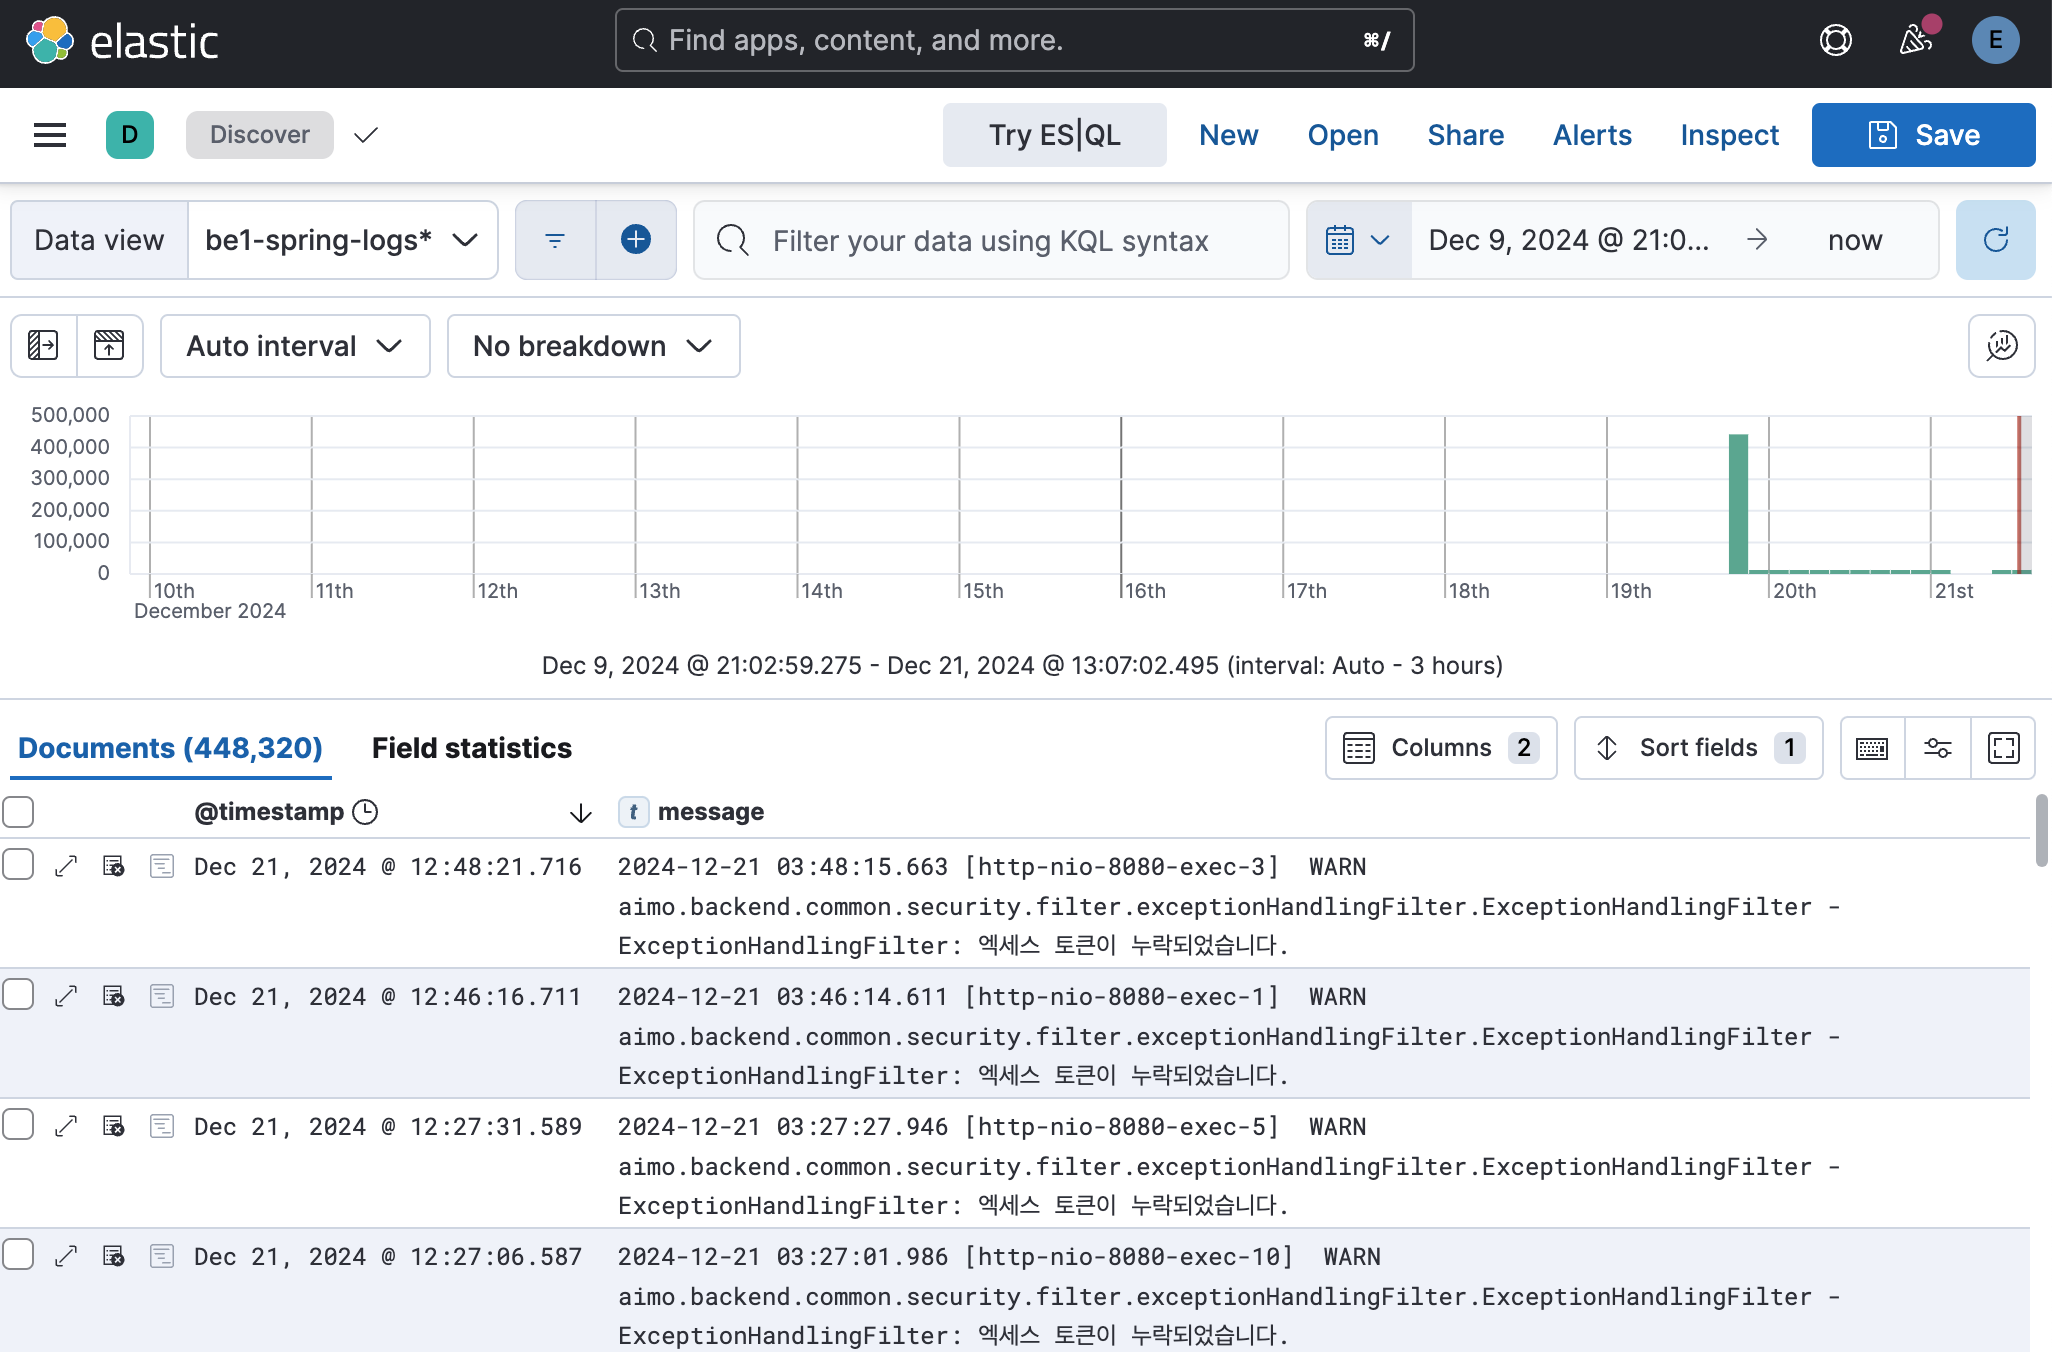 elastic
Find apps, content, and more.
⌘/
E
D
Discover
Try ES|QL
New
Open
Share
Alerts
Inspect
Save
Data view
be1-spring-logs*
Filter your data using KQL syntax
Dec 9, 2024 @ 21:0...
now
Auto interval
No breakdown
500,000
400,000
300,000
200,000
100,000
0
10th 11th 12th 13th 14th 15th 16th 17th 18th 19th 20th 21st
December 2024
Dec 9, 2024 @ 21:02:59.275 - Dec 21, 2024 @ 13:07:02.495 (interval: Auto - 3 hours)
Documents (448,320)
Field statistics
Columns 2
Sort fields 1
@timestamp
t message
Dec 21, 2024 @ 12:48:21.716 2024-12-21 03:48:15.663 [http-nio-8080-exec-3] WARN
aimo.backend.common.security.filter.exceptionHandlingFilter.ExceptionHandlingFilter -
ExceptionHandlingFilter: 엑세스 토큰이 누락되었습니다.
Dec 21, 2024 @ 12:46:16.711 2024-12-21 03:46:14.611 [http-nio-8080-exec-1] WARN
aimo.backend.common.security.filter.exceptionHandlingFilter.ExceptionHandlingFilter -
ExceptionHandlingFilter: 엑세스 토큰이 누락되었습니다.
Dec 21, 2024 @ 12:27:31.589 2024-12-21 03:27:27.946 [http-nio-8080-exec-5] WARN
aimo.backend.common.security.filter.exceptionHandlingFilter.ExceptionHandlingFilter -
ExceptionHandlingFilter: 엑세스 토큰이 누락되었습니다.
Dec 21, 2024 @ 12:27:06.587 2024-12-21 03:27:01.986 [http-nio-8080-exec-10] WARN
aimo.backend.common.security.filter.exceptionHandlingFilter.ExceptionHandlingFilter -
ExceptionHandlingFilter: 엑세스 토큰이 누락되었습니다.